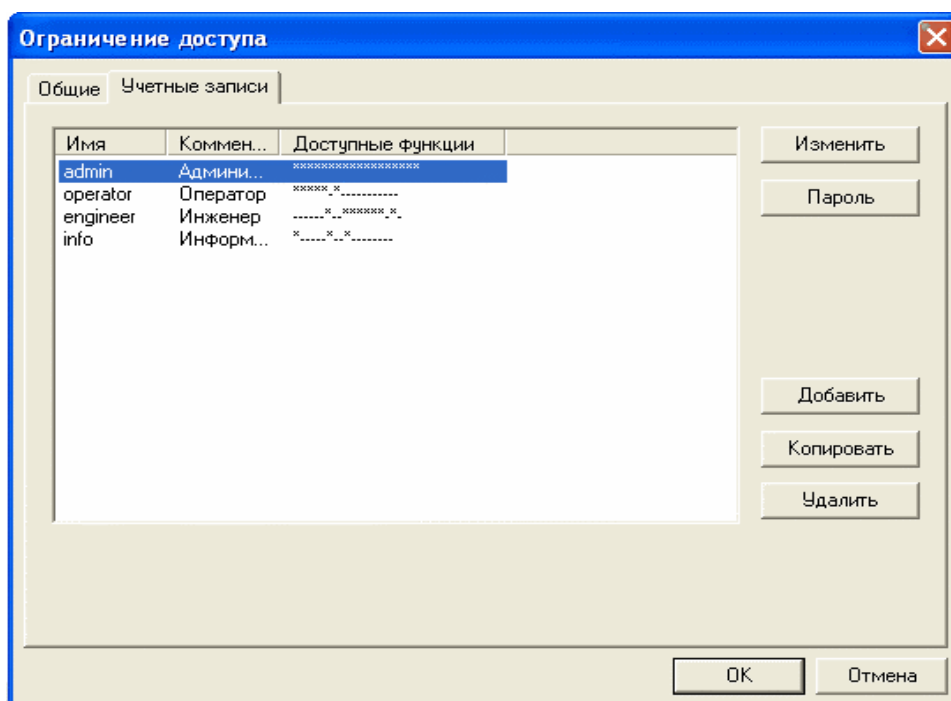 Ограничение доступа
Общие Учетные записи
Имя Коммен... Доступные функции
admin Админи... ******************
operator Оператор *****-*-----------
engineer Инженер ------*--******-*-
info Информ... *-----*--*--------
Изменить
Пароль
Добавить
Копировать
Удалить
OK Отмена